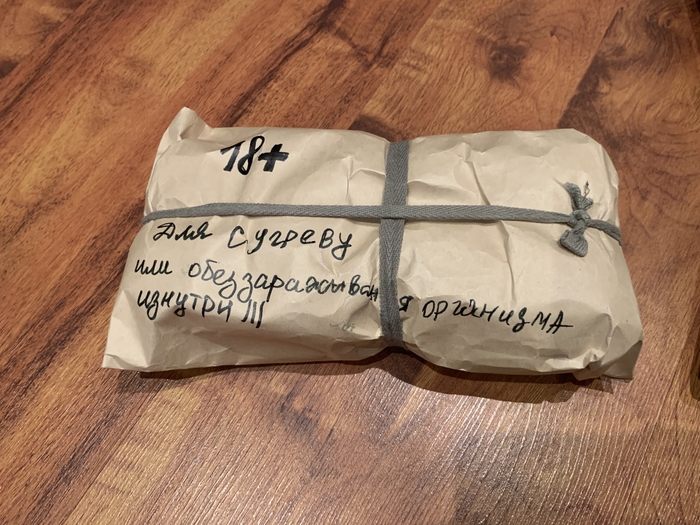 18+
Для сугреву
или обеззараживания организма
изнутри !!!